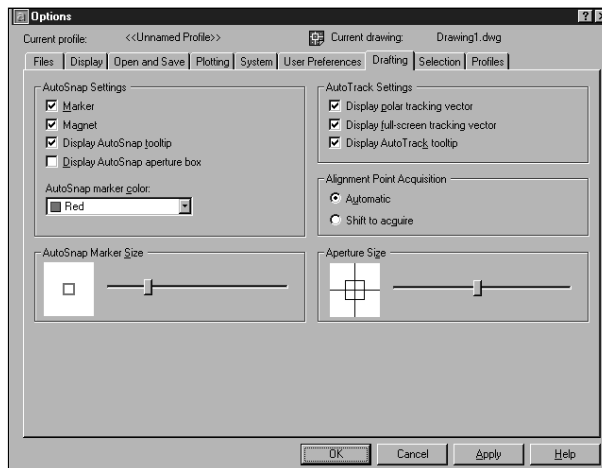 Options
Current profile: <<Unnamed Profile>> Current drawing: Drawing1.dwg
Files Display Open and Save Plotting System User Preferences Drafting Selection Profiles
AutoSnap Settings
Marker
Magnet
Display AutoSnap tooltip
Display AutoSnap aperture box
AutoSnap marker color:
Red
AutoTrack Settings
Display polar tracking vector
Display full-screen tracking vector
Display AutoTrack tooltip
Alignment Point Acquisition
Automatic
Shift to acquire
AutoSnap Marker Size
Aperture Size
OK Cancel Apply Help